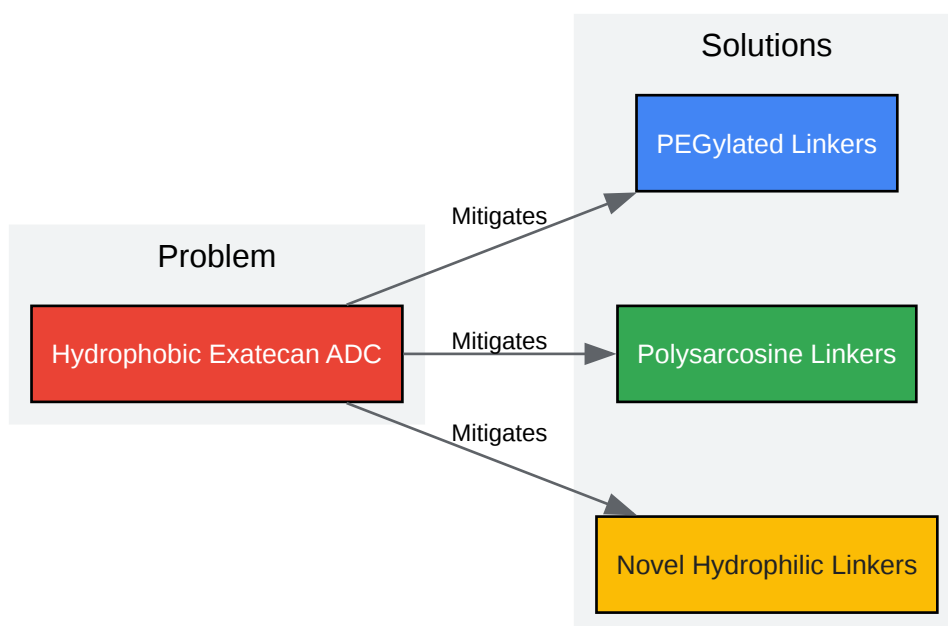 Solutions
PEGylated Linkers
Mitigates
Problem
Hydrophobic Exatecan ADC
Mitigates
Polysarcosine Linkers
Mitigates
Novel Hydrophilic Linkers